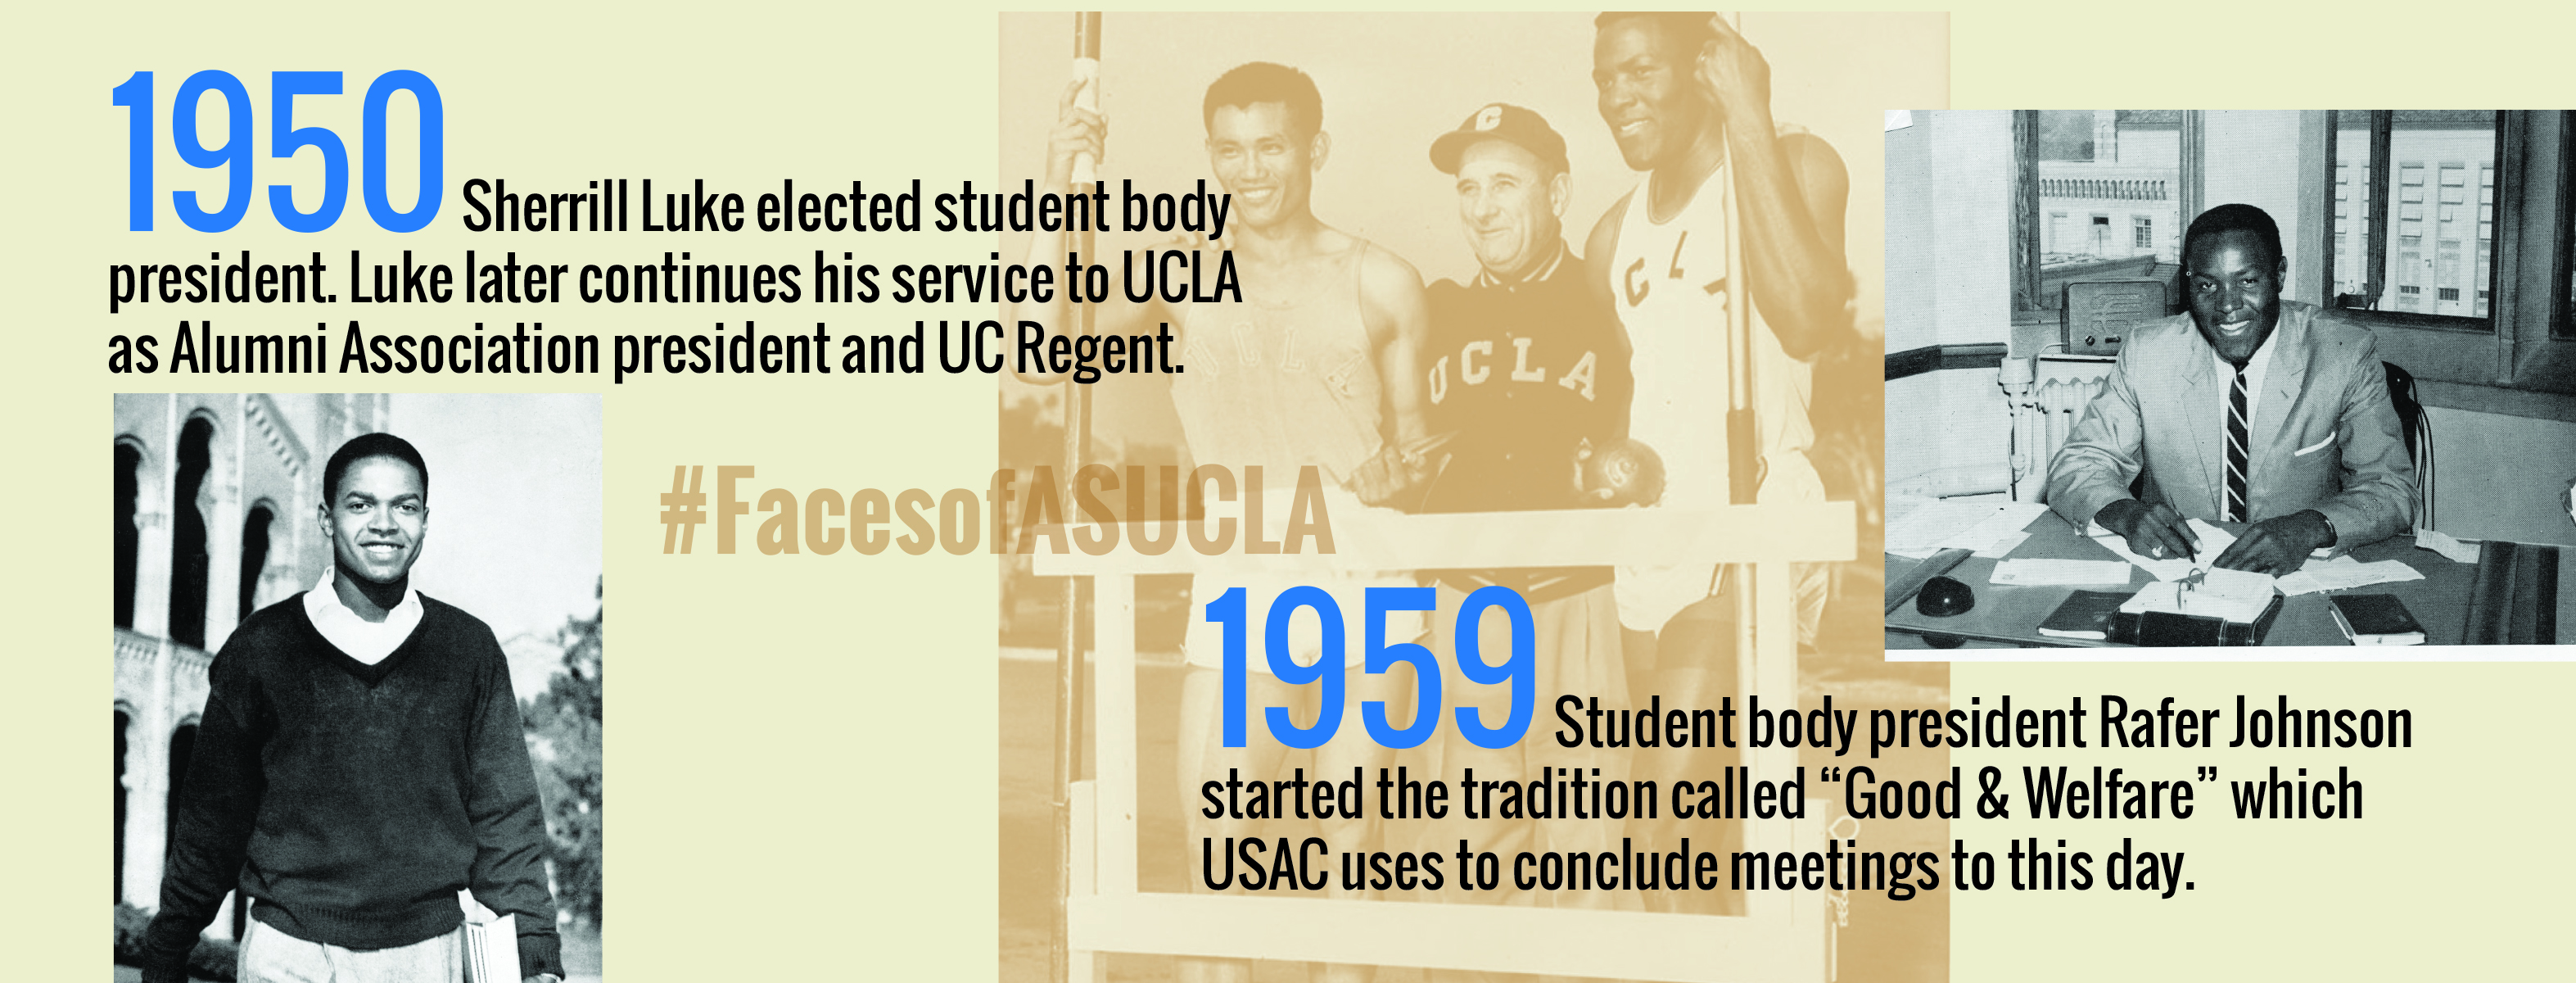 1950 Sherrill Luke elected student body
president. Luke later continues his service to UCLA
as Alumni Association president and UC Regent.
C
UCLA
UCLA
UCL
#FacesofASUCLA
1959 Student body president Rafer Johnson
started the tradition called “Good & Welfare” which
USAC uses to conclude meetings to this day.